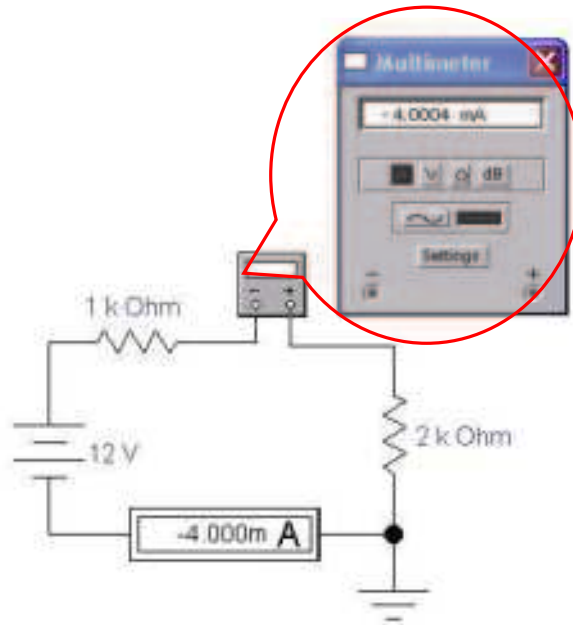 Multimeter
-4.0004 mA
V Ω dB
Settings
- +
- +
1 k Ohm
2 k Ohm
12 V
-4.000m A